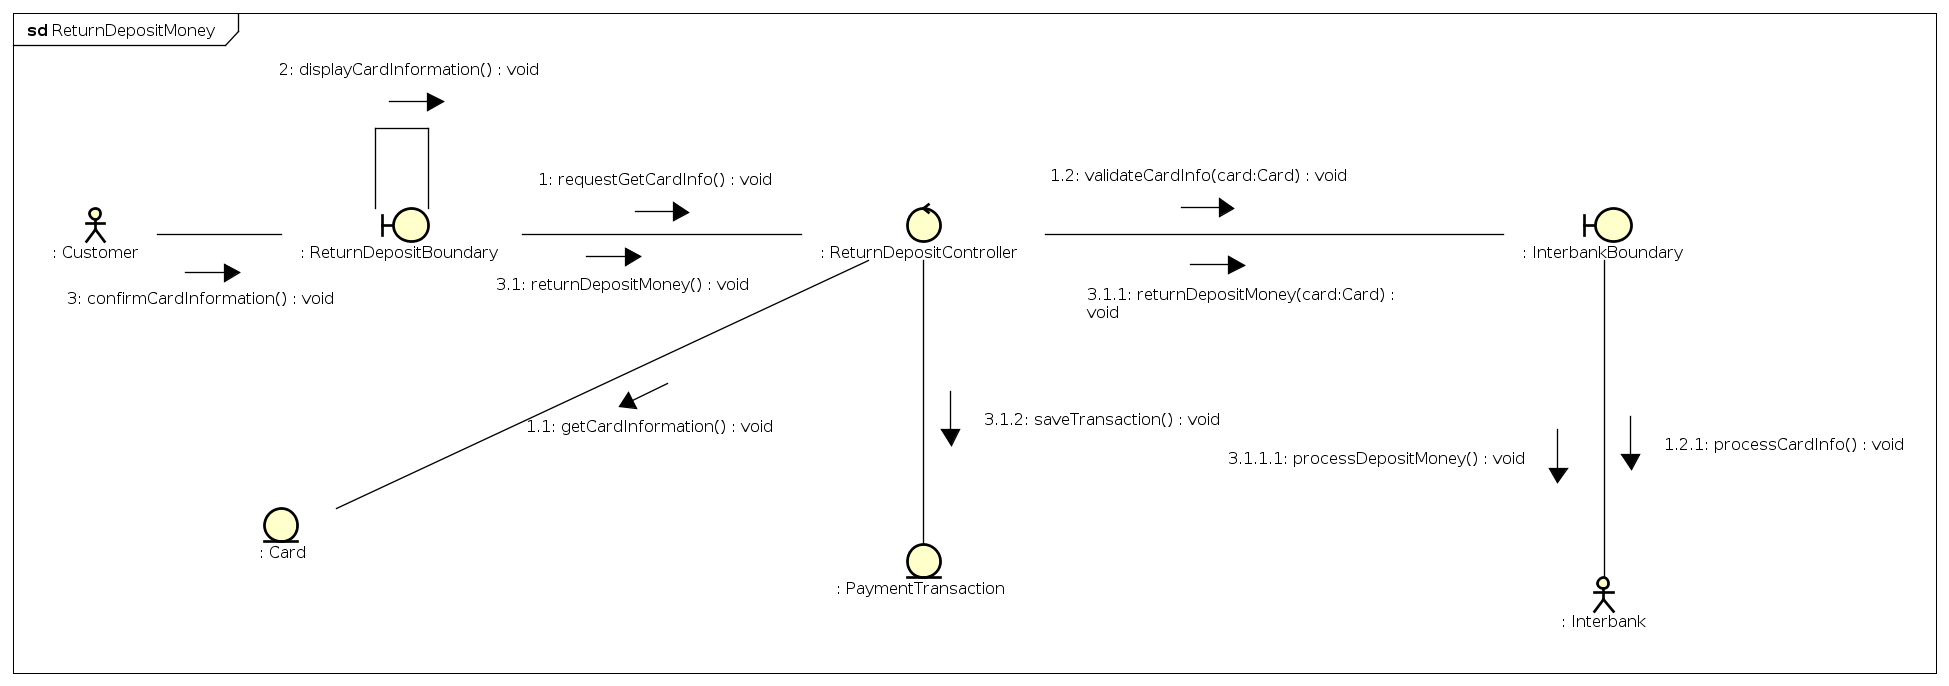 sd ReturnDepositMoney
2: displayCardInformation() : void
1: requestGetCardInfo() : void
1.2: validateCardInfo(card:Card) : void
: Customer
: ReturnDepositBoundary
: ReturnDepositController
: InterbankBoundary
3: confirmCardInformation() : void
3.1: returnDepositMoney() : void
3.1.1: returnDepositMoney(card:Card) :
void
1.1: getCardInformation() : void
3.1.2: saveTransaction() : void
3.1.1.1: processDepositMoney() : void
1.2.1: processCardInfo() : void
: Card
: PaymentTransaction
: Interbank